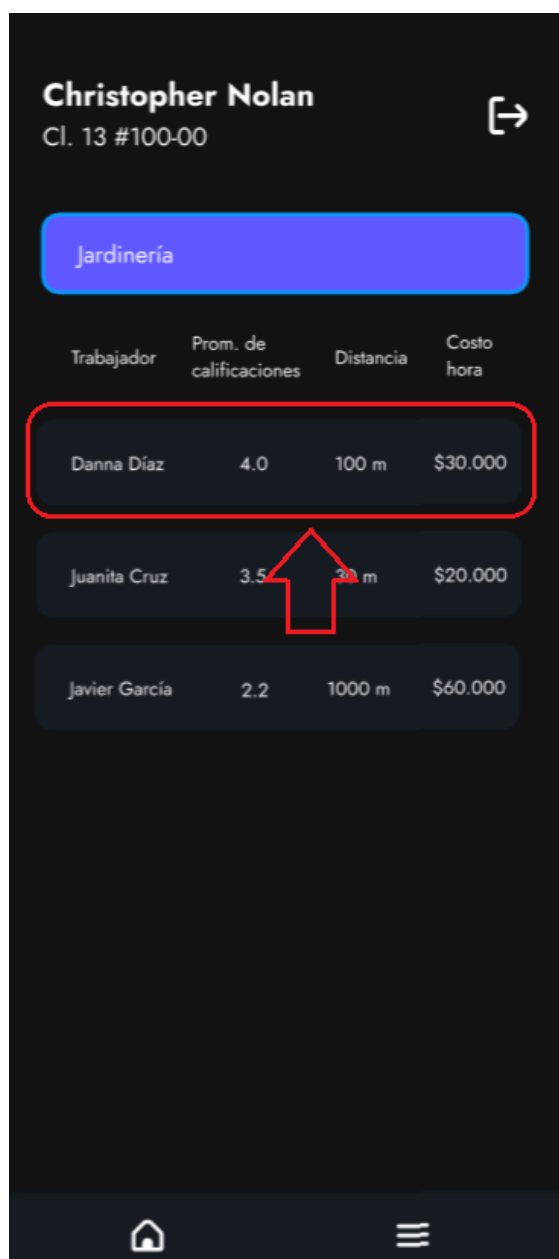 Christopher Nolan
Cl. 13 #100-00
Jardinería
Trabajador Prom. de calificaciones Distancia Costo hora
Danna Díaz 4.0 100 m $30.000
Juanita Cruz 3.5 30 m $20.000
Javier García 2.2 1000 m $60.000